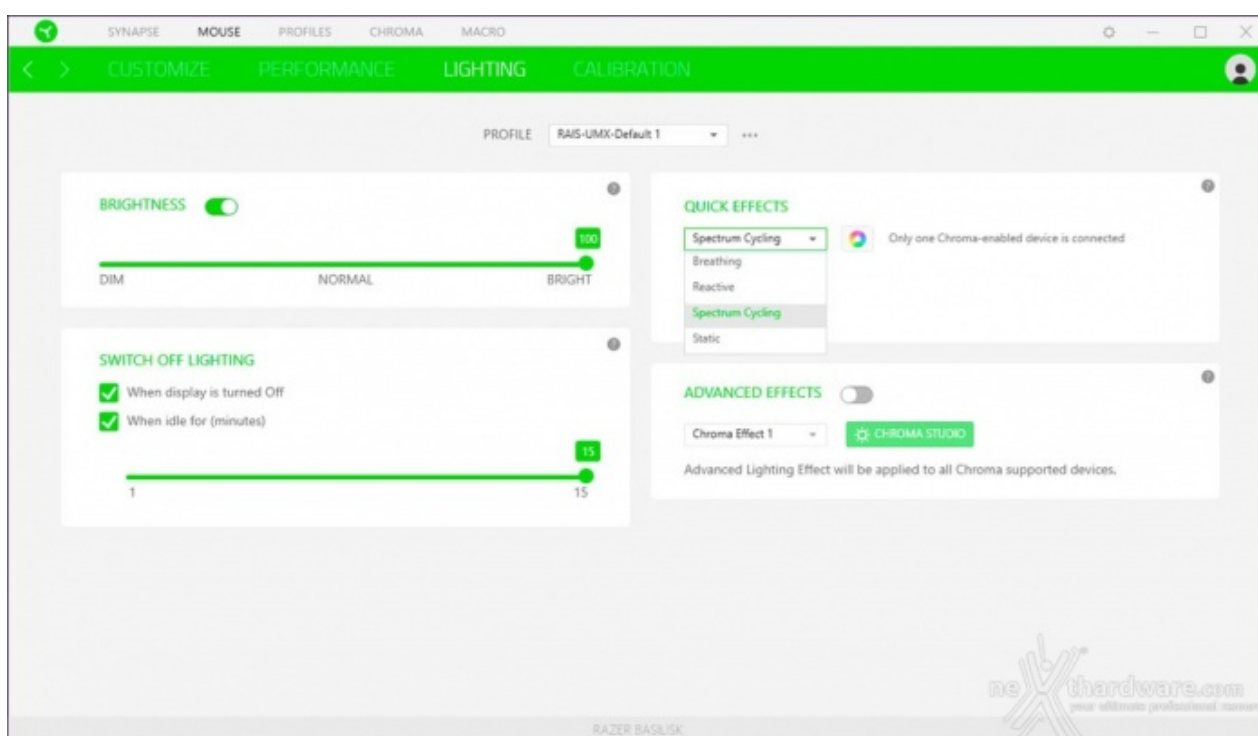 SYNAPSE MOUSE PROFILES CHROMA MACRO
CUSTOMIZE PERFORMANCE LIGHTING CALIBRATION
PROFILE RAIS-UMX-Default 1
BRIGHTNESS
100
DIM NORMAL BRIGHT
SWITCH OFF LIGHTING
When display is turned Off
When idle for (minutes)
15
1 15
QUICK EFFECTS
Spectrum Cycling Only one Chroma-enabled device is connected
Breathing
Reactive
Spectrum Cycling
Static
ADVANCED EFFECTS
Chroma Effect 1 CHROMA STUDIO
Advanced Lighting Effect will be applied to all Chroma supported devices.
nexthardware.com
your ultimate professional
RAZER BASILISK